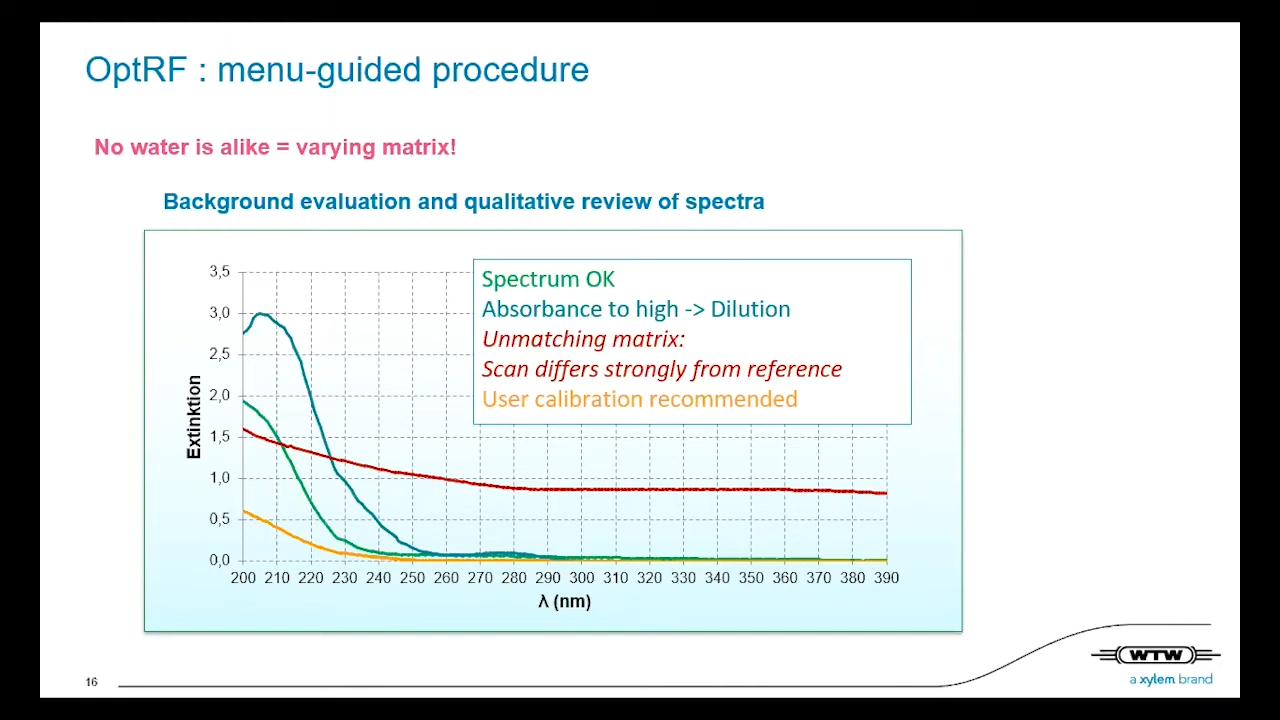 OptRF : menu-guided procedure
No water is alike = varying matrix!
Background evaluation and qualitative review of spectra
Spectrum OK
Absorbance to high -> Dilution
Unmatching matrix:
Scan differs strongly from reference
User calibration recommended
Extinktion
3,5
3,0
2,5
2,0
1,5
1,0
0,5
0,0
200 210 220 230 240 250 260 270 280 290 300 310 320 330 340 350 360 370 380 390
λ (nm)
WTW
a xylem brand
16